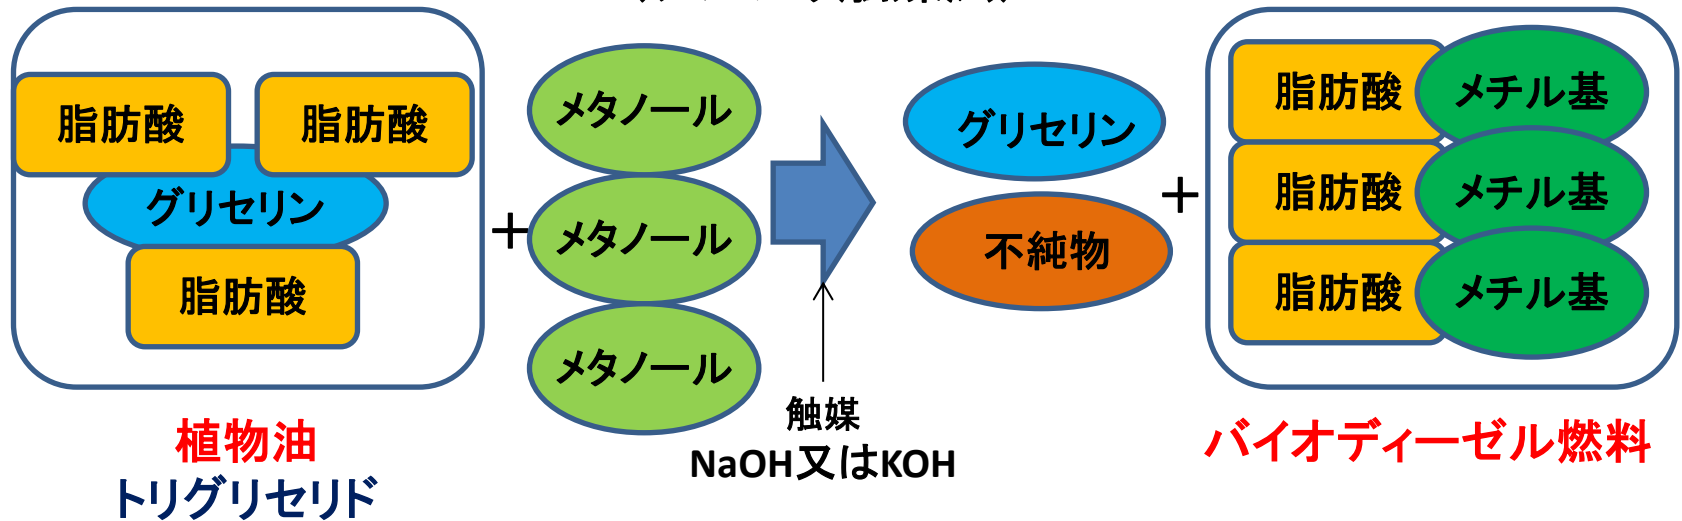 脂肪酸 脂肪酸
グリセリン
脂肪酸
植物油
トリグリセリド
+
メタノール
メタノール
メタノール
触媒
NaOH又はKOH
グリセリン
不純物
+
脂肪酸 メチル基
脂肪酸 メチル基
脂肪酸 メチル基
バイオディーゼル燃料